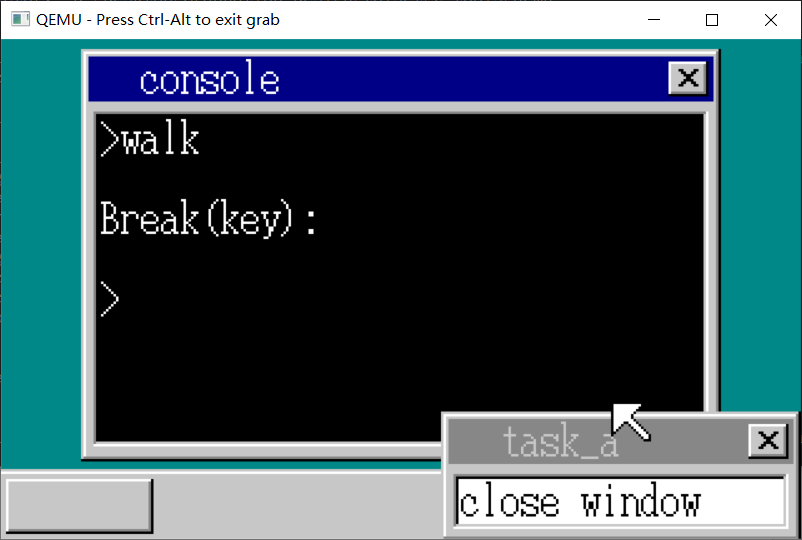 QEMU - Press Ctrl-Alt to exit grab
console
>walk
Break(key):
>
task_a
close window